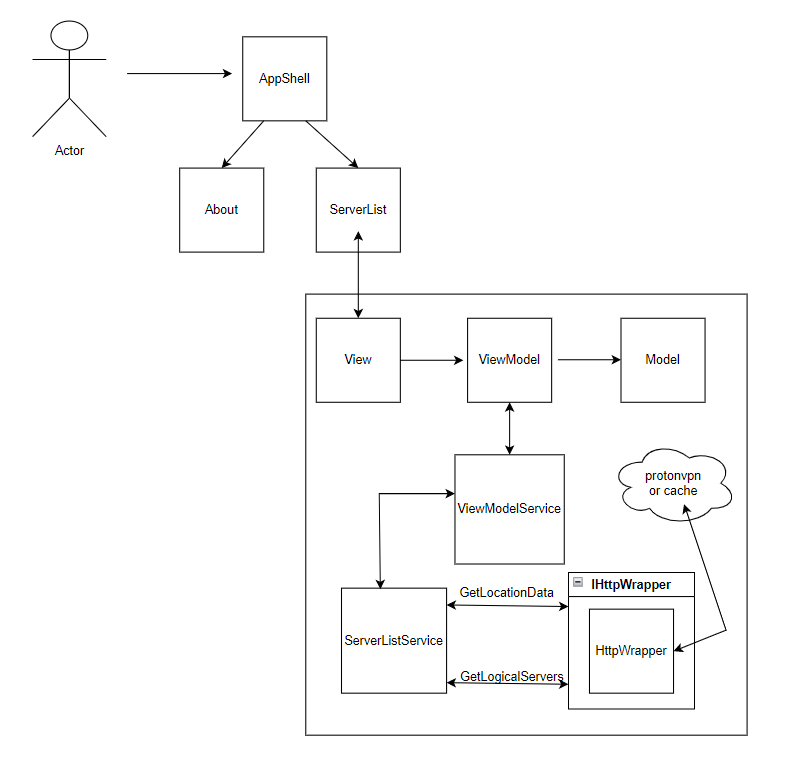 AppShell
Actor
About
ServerList
View
ViewModel
Model
protonvpn
or cache
ViewModelService
IHttpWrapper
GetLocationData
ServerListService
HttpWrapper
GetLogicalServers